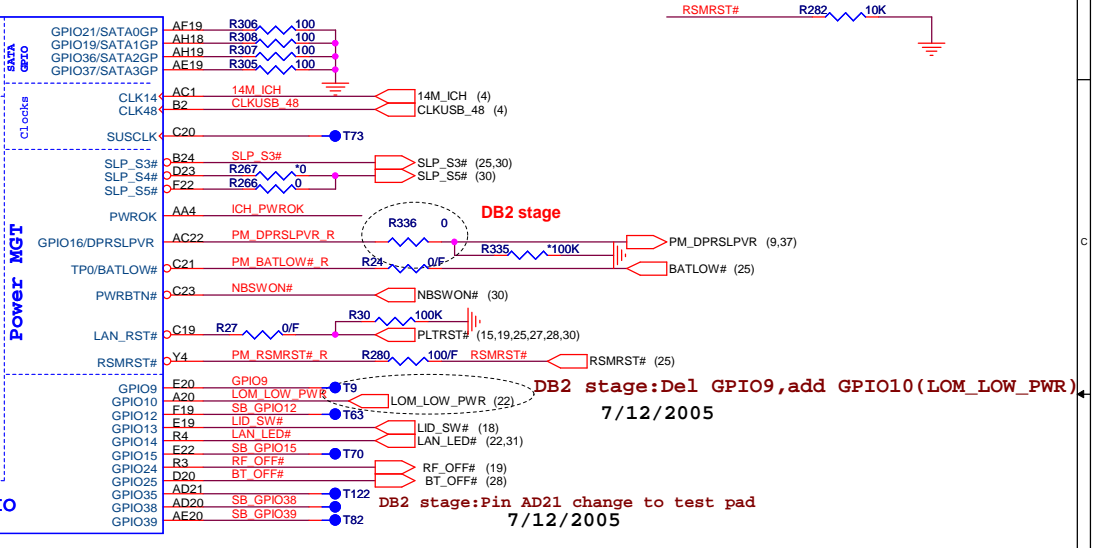 RSMRST# R282 10K
SATA GPIO
GPIO21/SATA0GP AF19 R306 100
GPIO19/SATA1GP AH18 R308 100
GPIO36/SATA2GP AH19 R307 100
GPIO37/SATA3GP AE19 R305 100
Clocks
CLK14 AC1 14M_ICH 14M_ICH (4)
CLK48 B2 CLKUSB_48 CLKUSB_48 (4)
SUSCLK C20 T73
Power MGT
SLP_S3# B24 SLP_S3# SLP_S3# (25,30)
SLP_S4# D23 R267 *0 SLP_S5# (30)
SLP_S5# F22 R266 0
PWROK AA4 ICH_PWROK
DB2 stage
GPIO16/DPRSLPVR AC22 PM_DPRSLPVR_R R336 0 PM_DPRSLPVR (9,37)
R335 *100K
TP0/BATLOW# C21 PM_BATLOW#_R R24 0/F BATLOW# (25)
PWRBTN# C23 NBSWON# NBSWON# (30)
R30 100K
LAN_RST# C19 R27 0/F PLTRST# (15,19,25,27,28,30)
RSMRST# Y4 PM_RSMRST#_R R280 100/F RSMRST# RSMRST# (25)
GPIO9 E20 GPIO9 T9
DB2 stage:Del GPIO9,add GPIO10(LOM_LOW_PWR)
7/12/2005
GPIO10 A20 LOM_LOW_PWR LOM_LOW_PWR (22)
GPIO12 F19 SB_GPIO12 T63
GPIO13 E19 LID_SW# LID_SW# (18)
GPIO14 R4 LAN_LED# LAN_LED# (22,31)
GPIO15 E22 SB_GPIO15 T70
GPIO24 R3 RF_OFF# RF_OFF# (19)
GPIO25 D20 BT_OFF# BT_OFF# (28)
GPIO35 AD21 T122
GPIO38 AD20 SB_GPIO38
GPIO39 AE20 SB_GPIO39 T82
DB2 stage:Pin AD21 change to test pad
7/12/2005
C